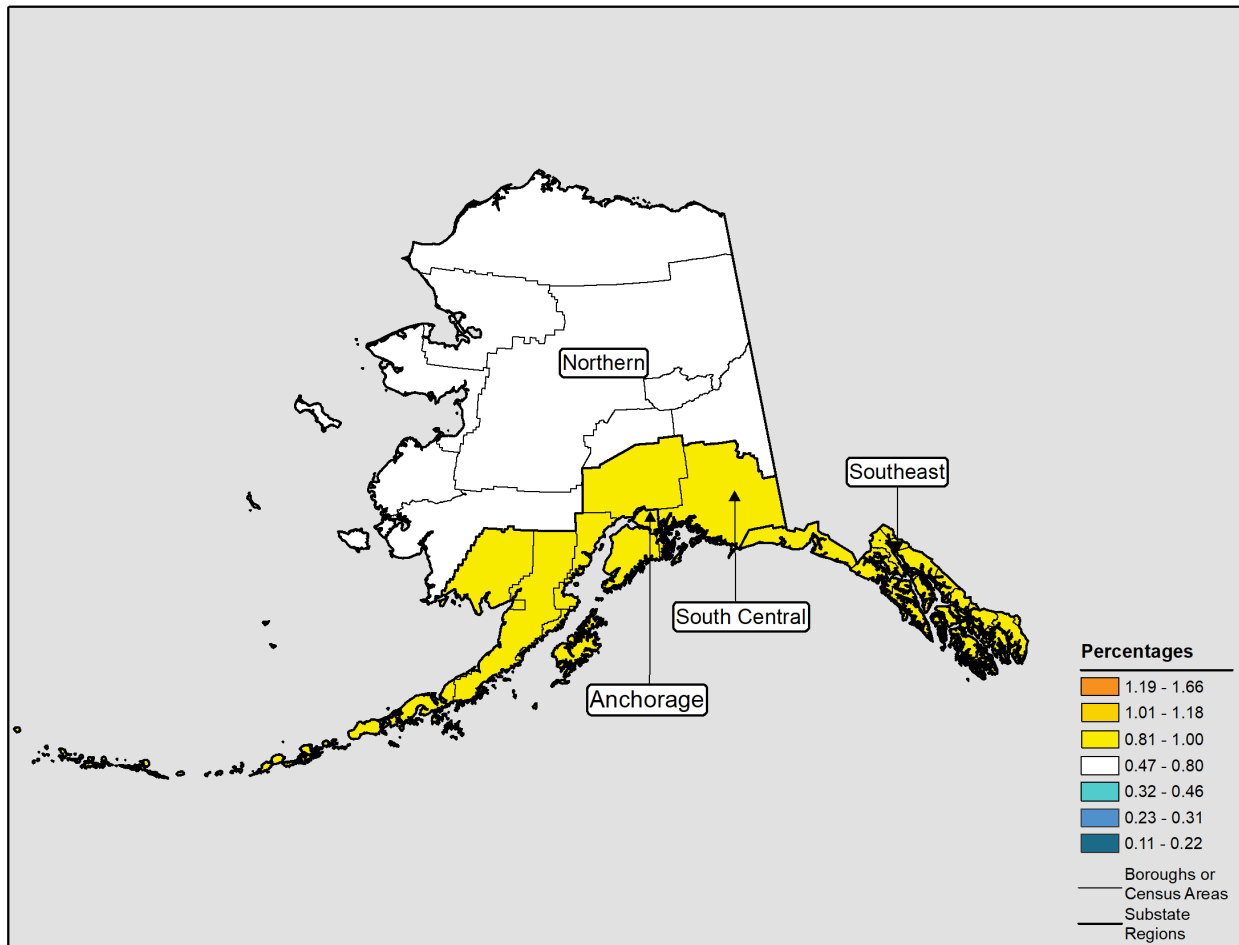 Northern
Southeast
South Central
Anchorage
Percentages
1.19 - 1.66
1.01 - 1.18
0.81 - 1.00
0.47 - 0.80
0.32 - 0.46
0.23 - 0.31
0.11 - 0.22
Boroughs or
Census Areas
Substate
Regions